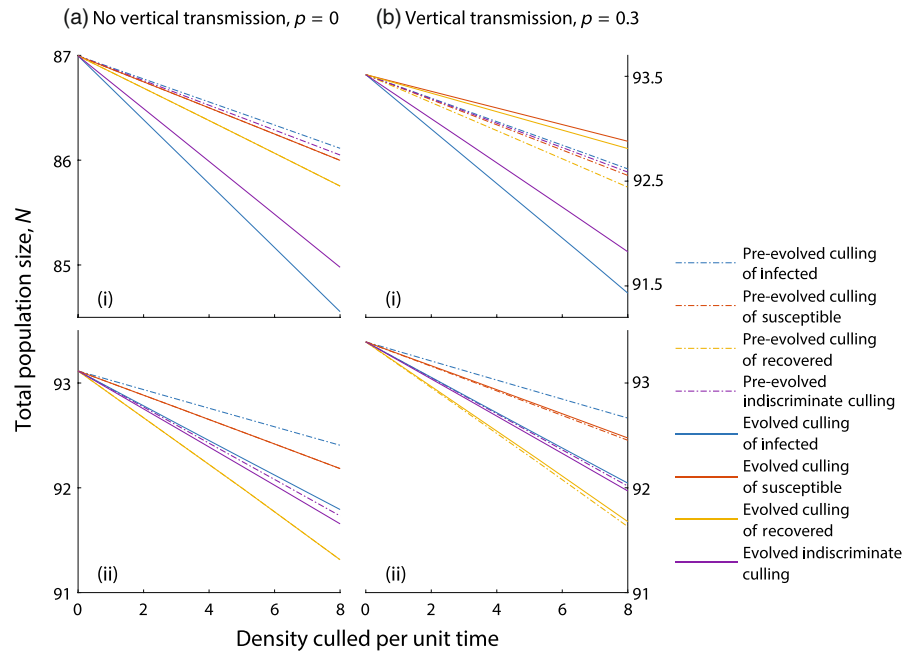 (a) No vertical transmission, p = 0
(b) Vertical transmission, p = 0.3
Total population size, N
87
86
85
(i)
93.5
92.5
91.5
(i)
93
92
91
(ii)
0 2 4 6 8
93
92
91
(ii)
0 2 4 6 8
Density culled per unit time
Pre-evolved culling
of infected
Pre-evolved culling
of susceptible
Pre-evolved culling
of recovered
Pre-evolved
indiscriminate culling
Evolved culling
of infected
Evolved culling
of susceptible
Evolved culling
of recovered
Evolved indiscriminate
culling